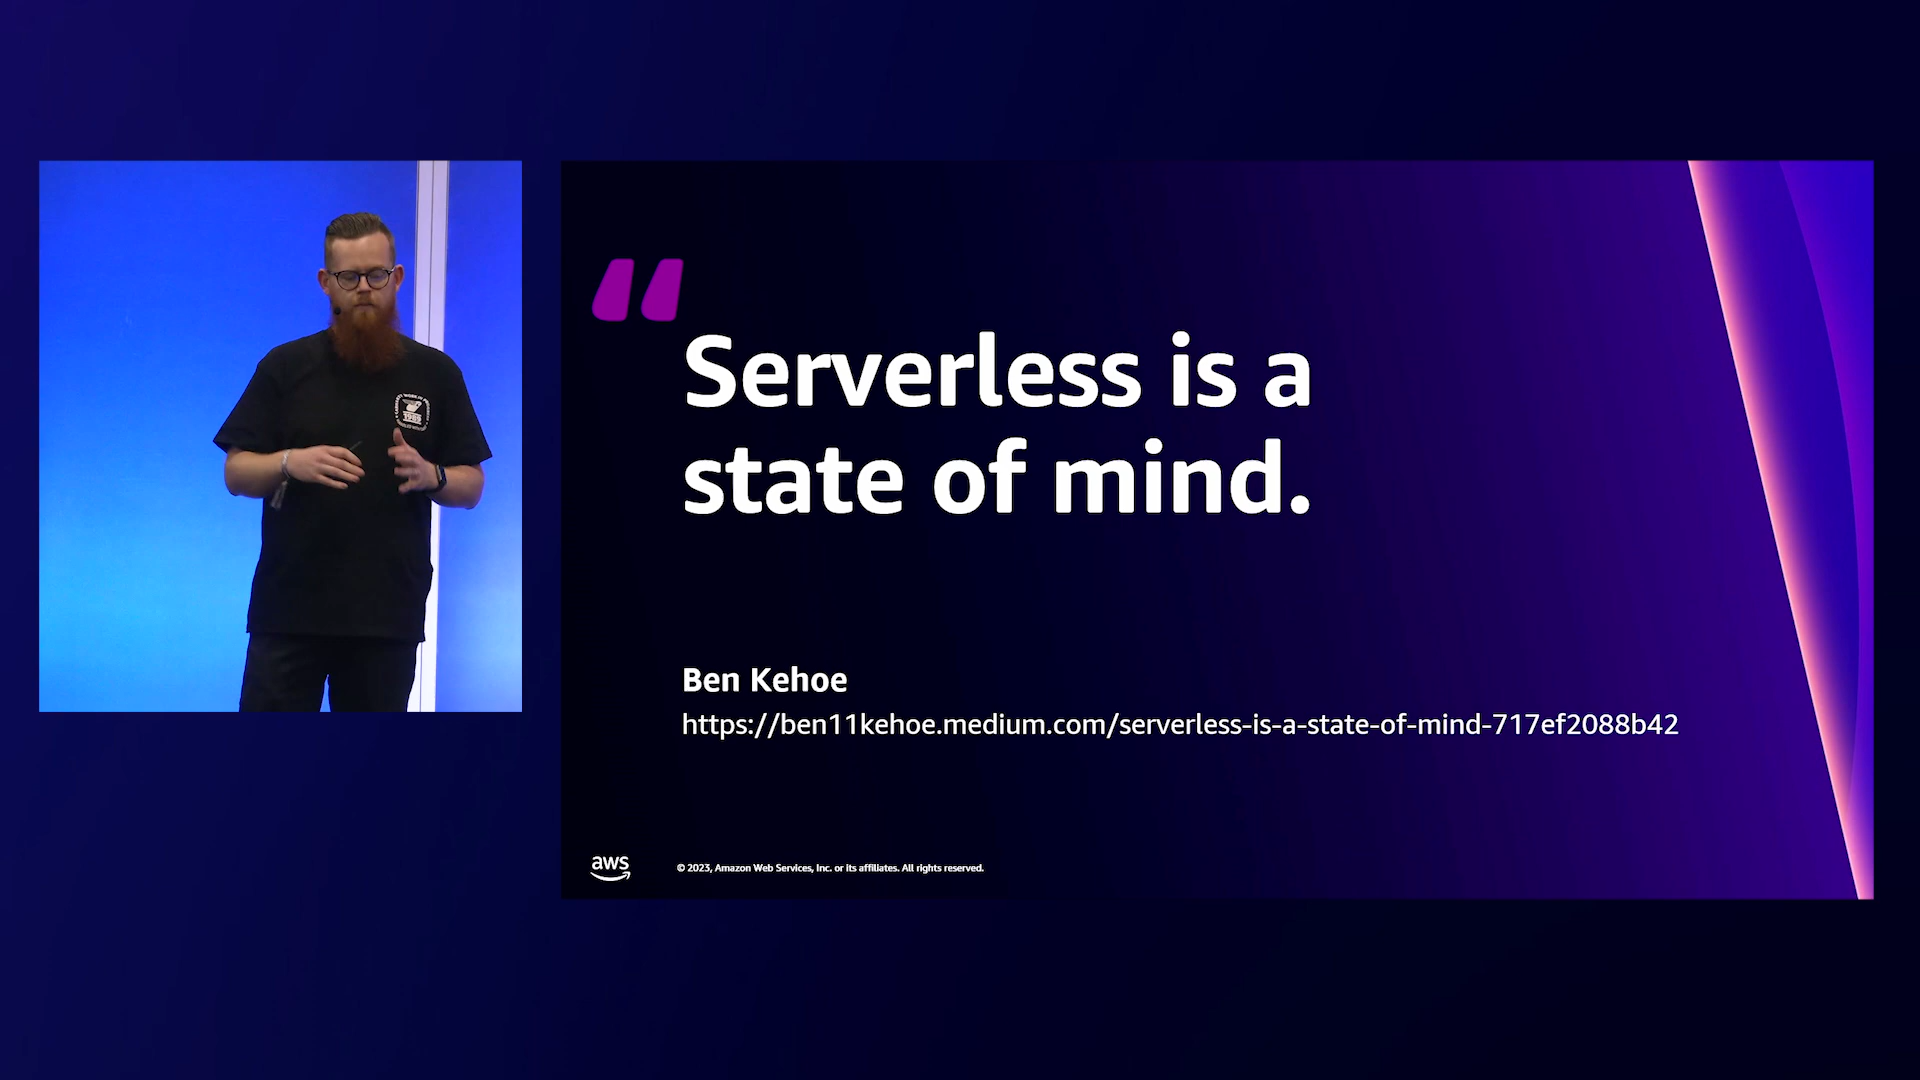 “
Serverless is a
state of mind.
Ben Kehoe
https://ben11kehoe.medium.com/serverless-is-a-state-of-mind-717ef2088b42
aws
© 2023, Amazon Web Services, Inc. or its affiliates. All rights reserved.